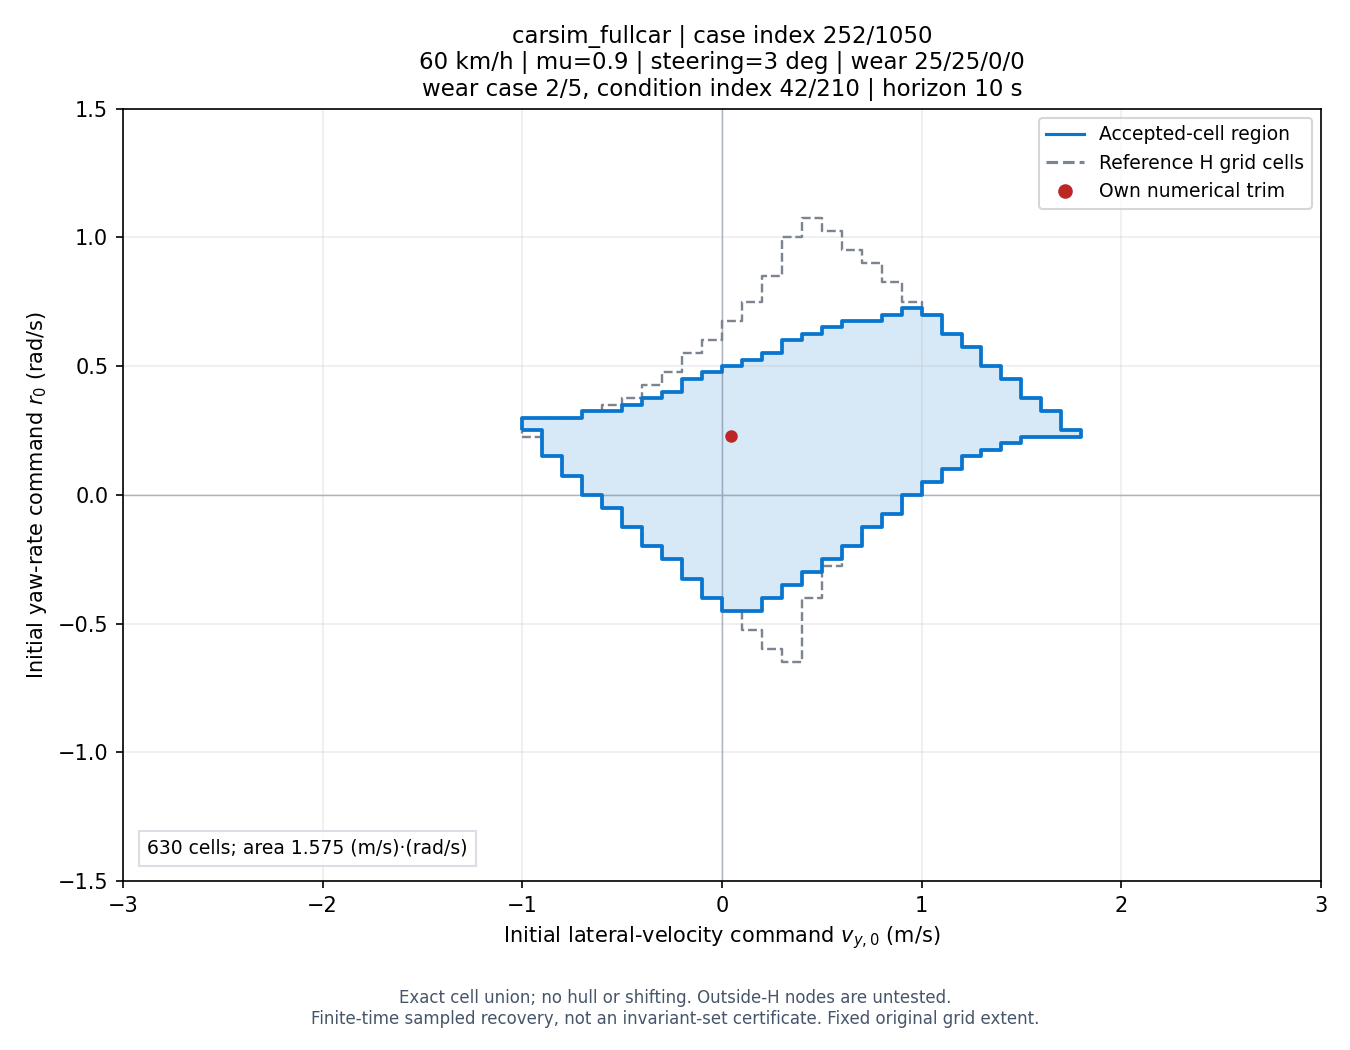 carsim_fullcar | case index 252/1050
60 km/h | mu=0.9 | steering=3 deg | wear 25/25/0/0
wear case 2/5, condition index 42/210 | horizon 10 s
Accepted-cell region
Reference H grid cells
Own numerical trim
1.5
1.0
0.5
0.0
−0.5
−1.0
−1.5
Initial yaw-rate command r₀ (rad/s)
630 cells; area 1.575 (m/s)·(rad/s)
−3
−2
−1
0
1
2
3
Initial lateral-velocity command v_{y,0} (m/s)
Exact cell union; no hull or shifting. Outside-H nodes are untested.
Finite-time sampled recovery, not an invariant-set certificate. Fixed original grid extent.